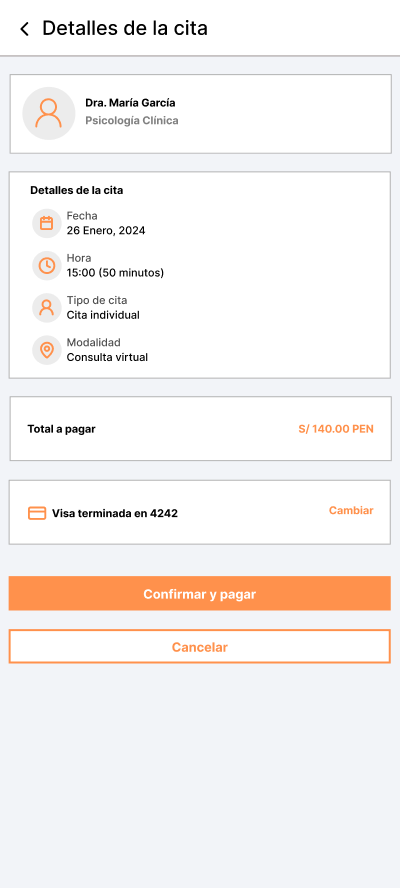 Detalles de la cita
Dra. María García
Psicología Clínica
Detalles de la cita
Fecha
26 Enero, 2024
Hora
15:00 (50 minutos)
Tipo de cita
Cita individual
Modalidad
Consulta virtual
Total a pagar S/ 140.00 PEN
Visa terminada en 4242 Cambiar
Confirmar y pagar
Cancelar